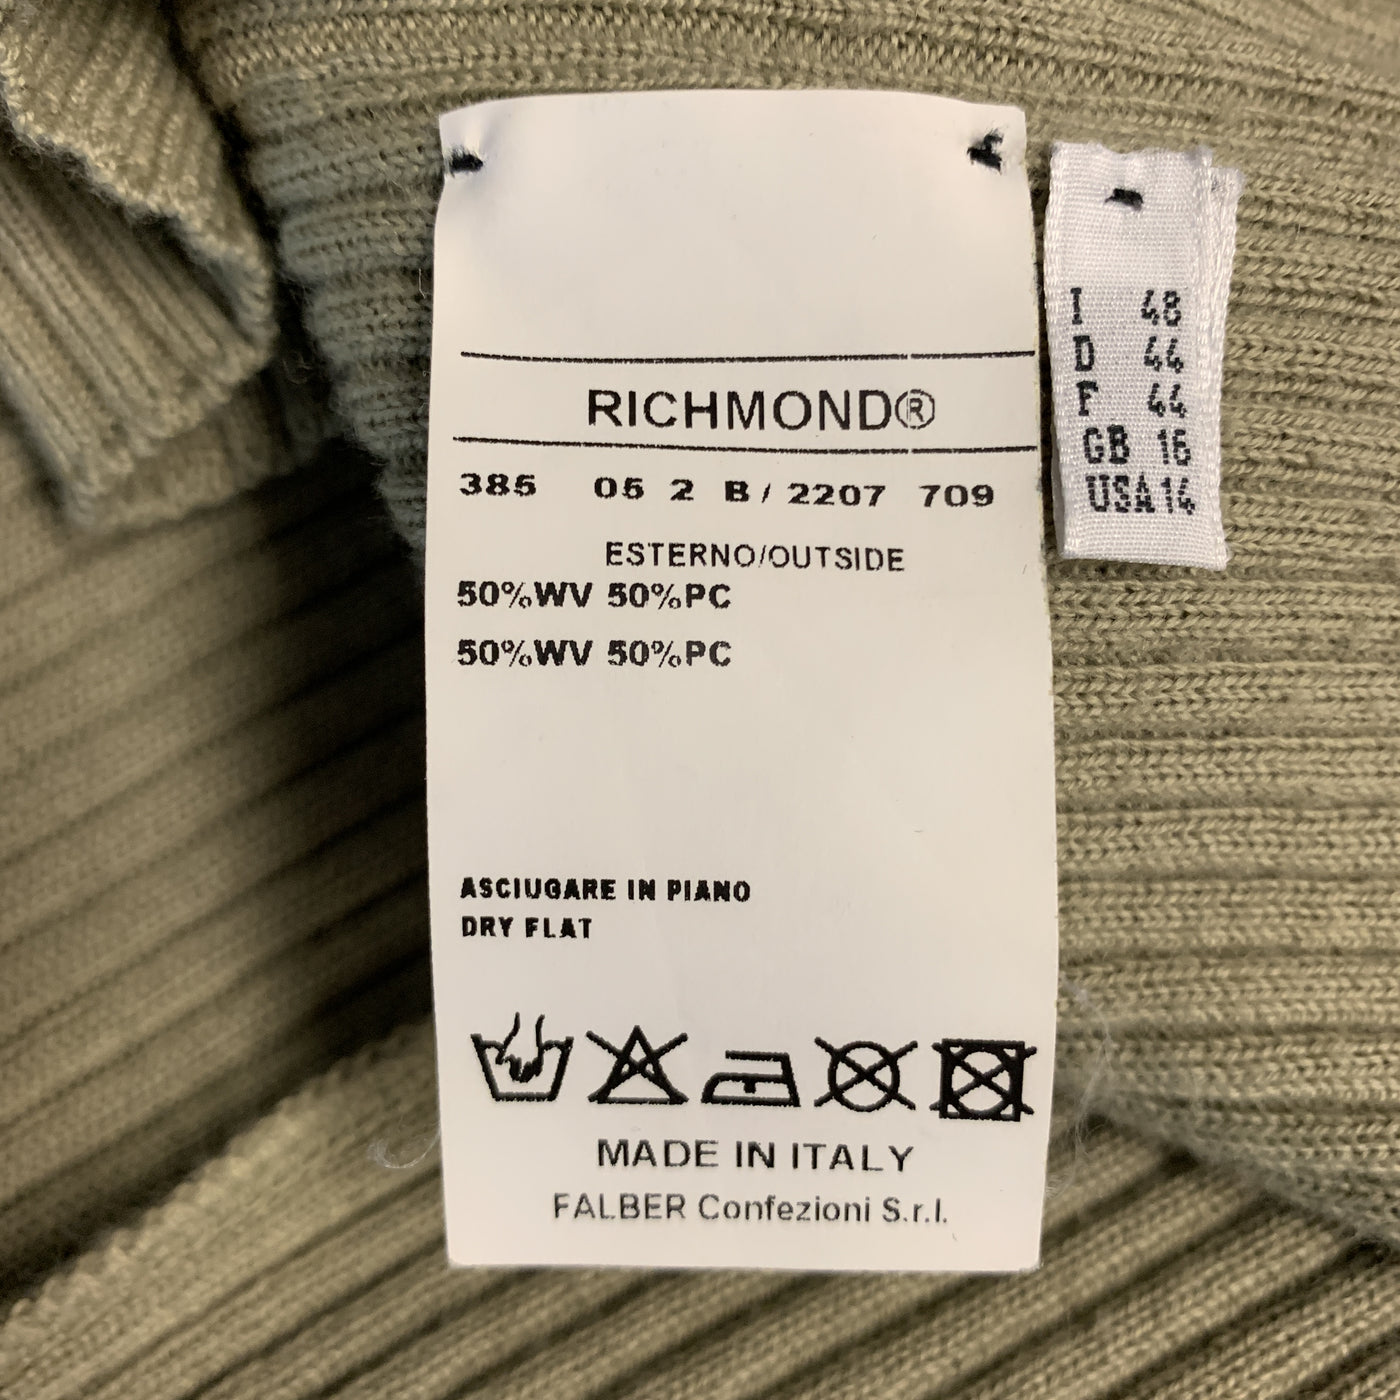 RICHMOND®
385 05 2 B / 2207 709
ESTERNO/OUTSIDE
50%WV 50%PC
50%WV 50%PC
ASCIUGARE IN PIANO
DRY FLAT
MADE IN ITALY
FALBER Confezioni S.r.l.
I 48
D 44
F 44
GB 16
USA 14